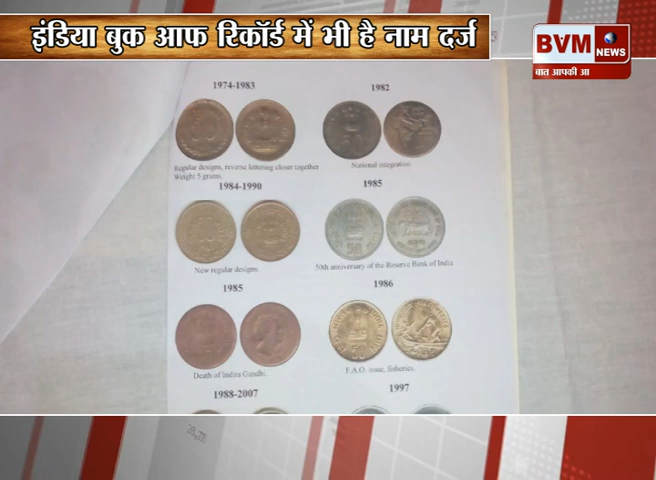 इंडिया बुक आफ रिकॉर्ड में भी है नाम दर्ज
BVM NEWS
बात आपकी आ
1974-1983
1982
Regular designs, reverse lettering closer together
Weight 5 grams.
National integration
1984-1990
1985
New regular designs.
50th anniversary of the Reserve Bank of India
1985
1986
Death of Indira Gandhi.
F.A.O. issue, fisheries.
1988-2007
1997